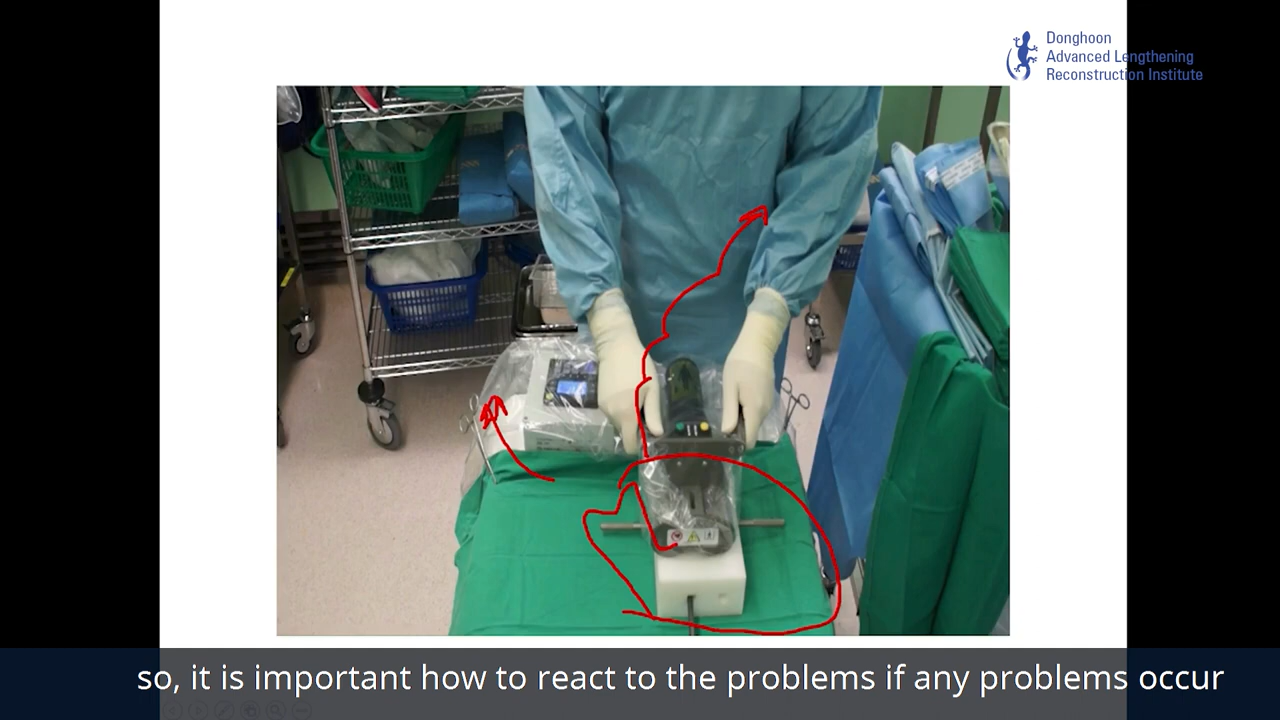 Donghoon
Advanced Lengthening
Reconstruction Institute
so, it is important how to react to the problems if any problems occur